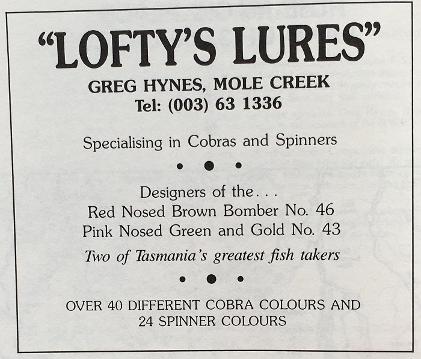 "LOFTY'S LURES"
GREG HYNES, MOLE CREEK
Tel: (003) 63 1336
Specialising in Cobras and Spinners
• ● •
Designers of the...
Red Nosed Brown Bomber No. 46
Pink Nosed Green and Gold No. 43
Two of Tasmania's greatest fish takers
• ● •
OVER 40 DIFFERENT COBRA COLOURS AND
24 SPINNER COLOURS